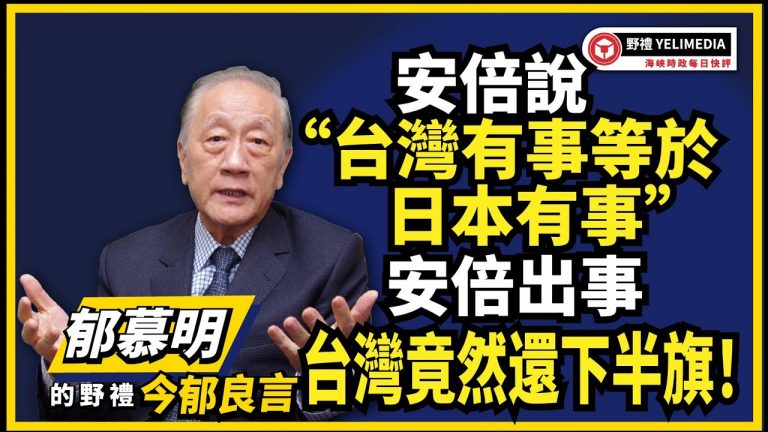 野禮 YELIMEDIA
海峽時政每日快評
安倍說
“台灣有事等於
日本有事”
安倍出事
台灣竟然還下半旗!
郁慕明
的野禮 今郁良言